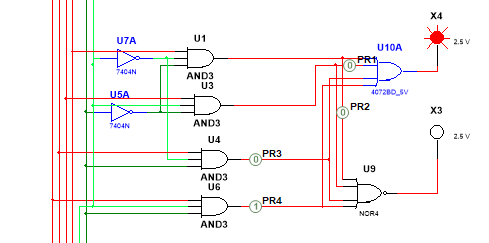 X4
U7A
U1
U10A
2.5 V
0
PR1
7404N
AND3
U3
4072BD_5V
U5A
X3
0
PR2
7404N
AND3
2.5 V
U4
0
PR3
AND3
U9
U6
1
PR4
NOR4
AND3